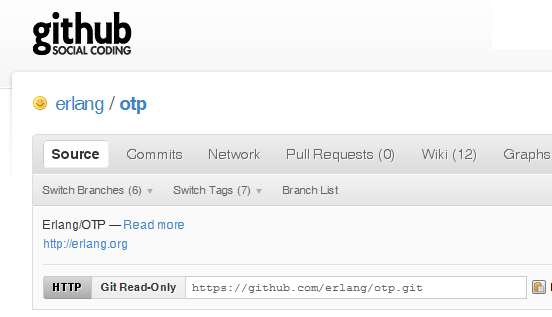 github
SOCIAL CODING
erlang / otp
Source Commits Network Pull Requests (0) Wiki (12) Graphs
Switch Branches (6) Switch Tags (7) Branch List
Erlang/OTP — Read more
http://erlang.org
HTTP Git Read-Only https://github.com/erlang/otp.git